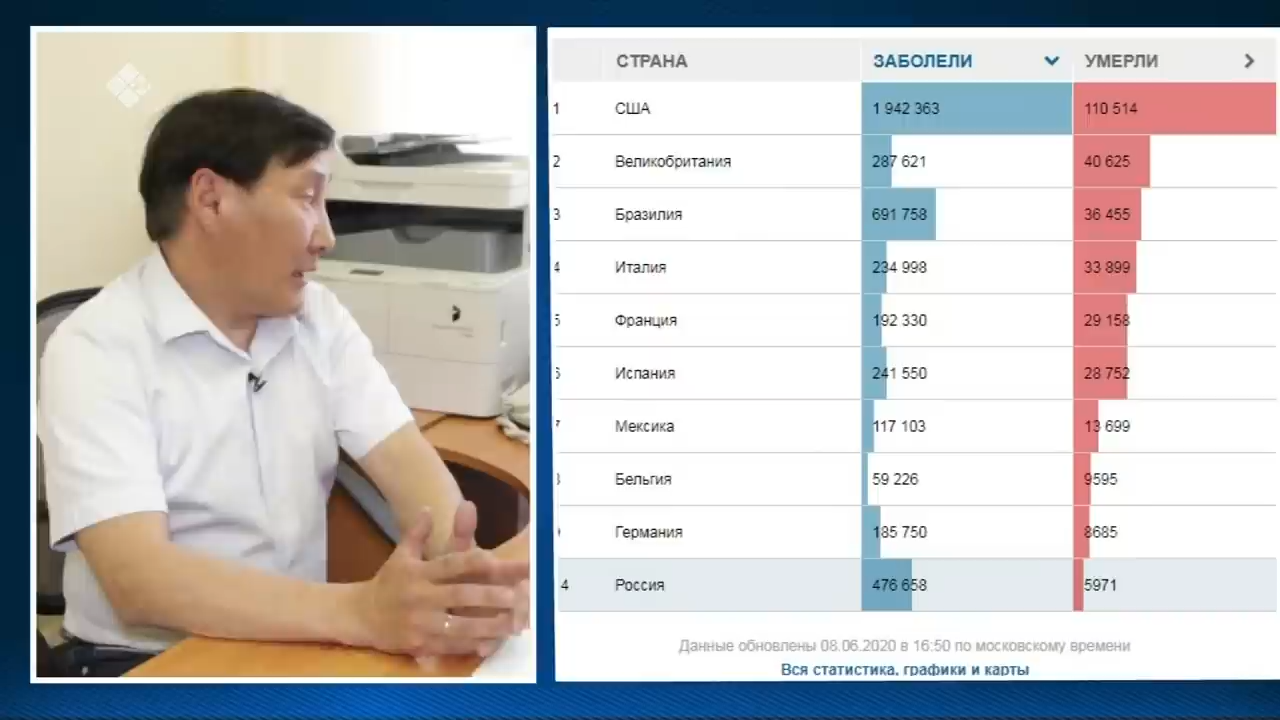 СТРАНА ЗАБОЛЕЛИ УМЕРЛИ
1 США 1 942 363 110 514
2 Великобритания 287 621 40 625
3 Бразилия 691 758 36 455
4 Италия 234 998 33 899
5 Франция 192 330 29 158
6 Испания 241 550 28 752
Мексика 117 103 13 699
Бельгия 59 226 9595
Германия 185 750 8685
4 Россия 476 658 5971
Данные обновлены 08.06.2020 в 16:50 по московскому времени
Вся статистика, графики и карты